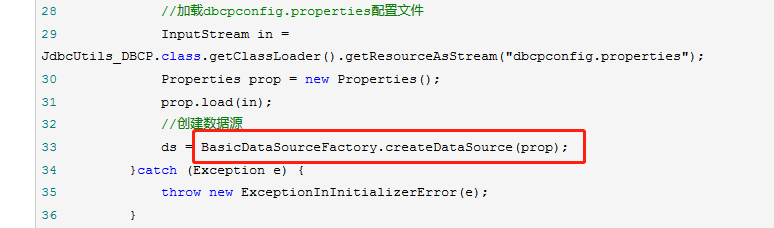 28 //加载dbcpconfig.properties配置文件
29 InputStream in =
JdbcUtils_DBCP.class.getClassLoader().getResourceAsStream("dbcpconfig.properties");
30 Properties prop = new Properties();
31 prop.load(in);
32 //创建数据源
33 ds = BasicDataSourceFactory.createDataSource(prop);
34 }catch (Exception e) {
35 throw new ExceptionInInitializerError(e);
36 }